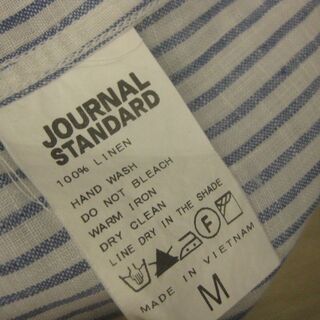 JOURNAL
STANDARD
100% LINEN
HAND WASH
DO NOT BLEACH
WARM IRON
DRY CLEAN
LINE DRY IN THE SHADE
F
MADE IN VIETNAM
M